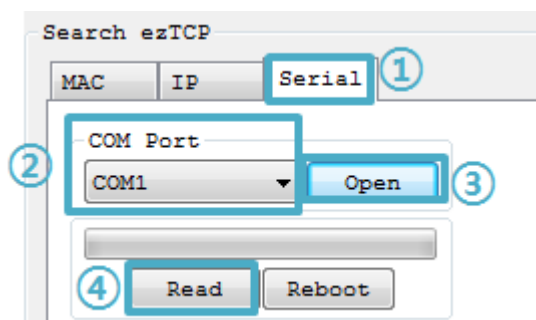 Search ezTCP
MAC IP Serial ①
COM Port
② COM1 Open ③
④ Read Reboot